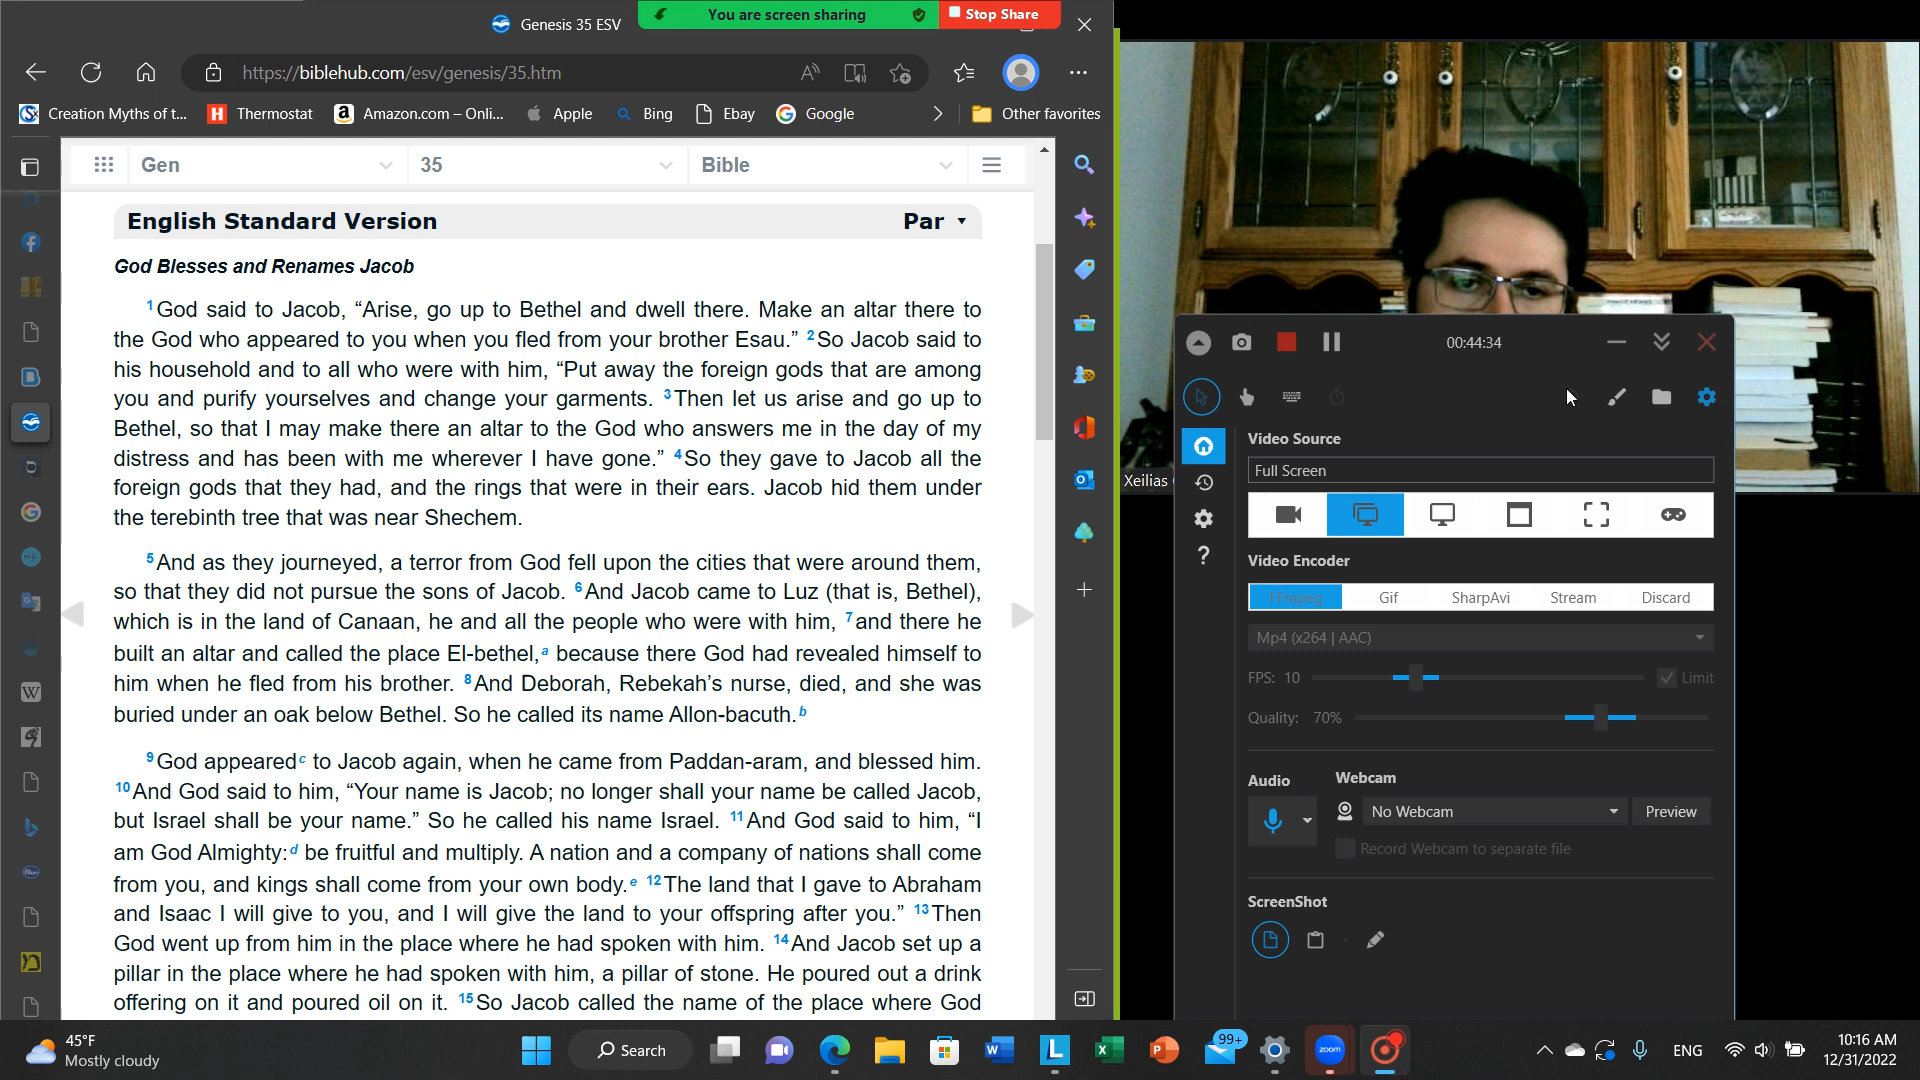 Genesis 35 ESV
You are screen sharing
Stop Share
https://biblehub.com/esv/genesis/35.htm
Creation Myths of t...
Thermostat
Amazon.com – Onli...
Apple
Bing
Ebay
Google
Other favorites
Gen
35
Bible
English Standard Version
Par
God Blesses and Renames Jacob
1God said to Jacob, “Arise, go up to Bethel and dwell there. Make an altar there to
the God who appeared to you when you fled from your brother Esau.” 2So Jacob said to
his household and to all who were with him, “Put away the foreign gods that are among
you and purify yourselves and change your garments. 3Then let us arise and go up to
Bethel, so that I may make there an altar to the God who answers me in the day of my
distress and has been with me wherever I have gone.” 4So they gave to Jacob all the
foreign gods that they had, and the rings that were in their ears. Jacob hid them under
the terebinth tree that was near Shechem.
5And as they journeyed, a terror from God fell upon the cities that were around them,
so that they did not pursue the sons of Jacob. 6And Jacob came to Luz (that is, Bethel),
which is in the land of Canaan, he and all the people who were with him, 7and there he
built an altar and called the place El-bethel,a because there God had revealed himself to
him when he fled from his brother. 8And Deborah, Rebekah’s nurse, died, and she was
buried under an oak below Bethel. So he called its name Allon-bacuth.b
9God appearedc to Jacob again, when he came from Paddan-aram, and blessed him.
10And God said to him, “Your name is Jacob; no longer shall your name be called Jacob,
but Israel shall be your name.” So he called his name Israel. 11And God said to him, “I
am God Almighty:d be fruitful and multiply. A nation and a company of nations shall come
from you, and kings shall come from your own body.e 12The land that I gave to Abraham
and Isaac I will give to you, and I will give the land to your offspring after you.” 13Then
God went up from him in the place where he had spoken with him. 14And Jacob set up a
pillar in the place where he had spoken with him, a pillar of stone. He poured out a drink
offering on it and poured oil on it. 15So Jacob called the name of the place where God
Xeilias
00:44:34
Video Source
Full Screen
Video Encoder
FFmpeg
Gif
SharpAvi
Stream
Discard
Mp4 (x264 | AAC)
FPS: 10
Limit
Quality: 70%
Audio
Webcam
No Webcam
Preview
Record Webcam to separate file
ScreenShot
45°F
Mostly cloudy
Search
99+
zoom
ENG
10:16 AM
12/31/2022